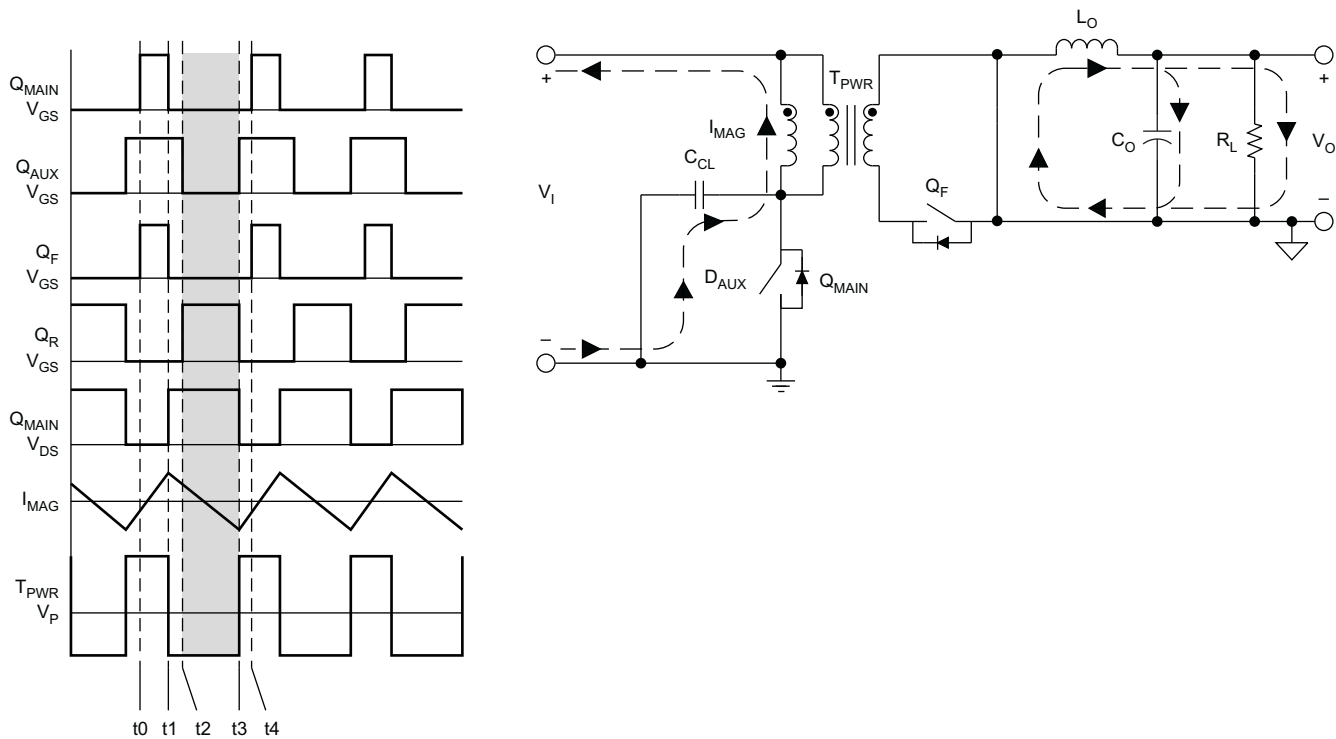 Q_MAIN
V_GS
Q_AUX
V_GS
Q_F
V_GS
Q_R
V_GS
Q_MAIN
V_DS
I_MAG
T_PWR
V_P
t0 t1 t2 t3 t4
L_O
+
T_PWR
+
I_MAG
C_CL
V_I
Q_F
C_O
R_L
V_O
D_AUX
Q_MAIN
–
–